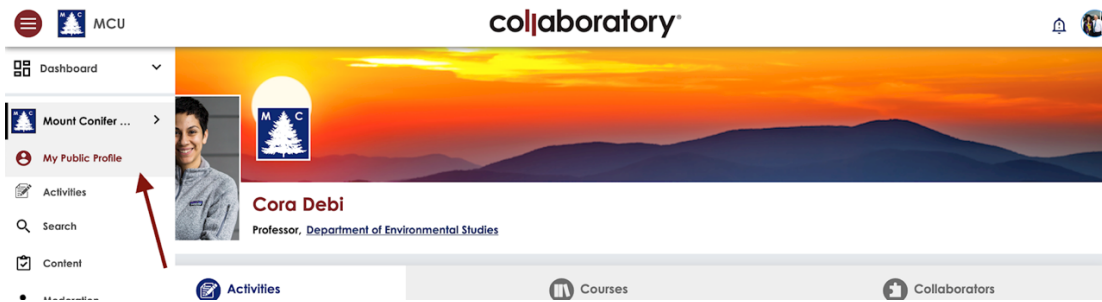 M C
MCU
collaboratory
Dashboard
M C
Mount Conifer ...
My Public Profile
Activities
Search
Content
Moderation
M C
Cora Debi
Professor, Department of Environmental Studies
Activities
Courses
Collaborators